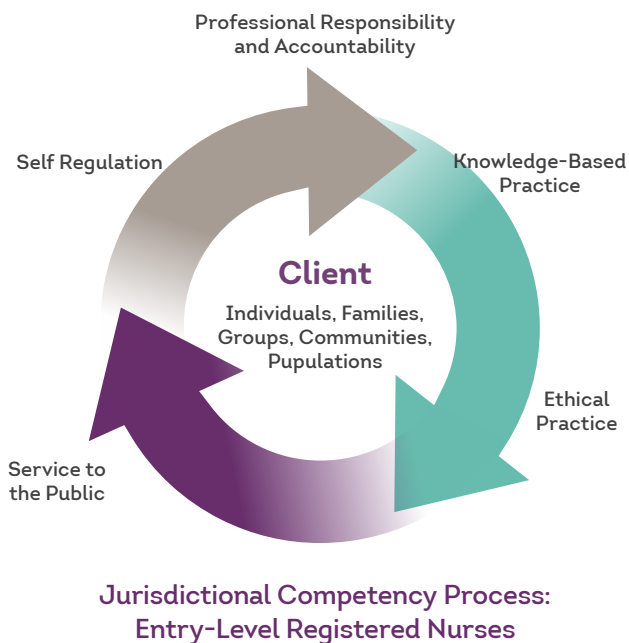 Professional Responsibility
and Accountability
Self Regulation
Knowledge-Based
Practice
Client
Individuals, Families,
Groups, Communities,
Pupulations
Ethical
Practice
Service to
the Public
Jurisdictional Competency Process:
Entry-Level Registered Nurses